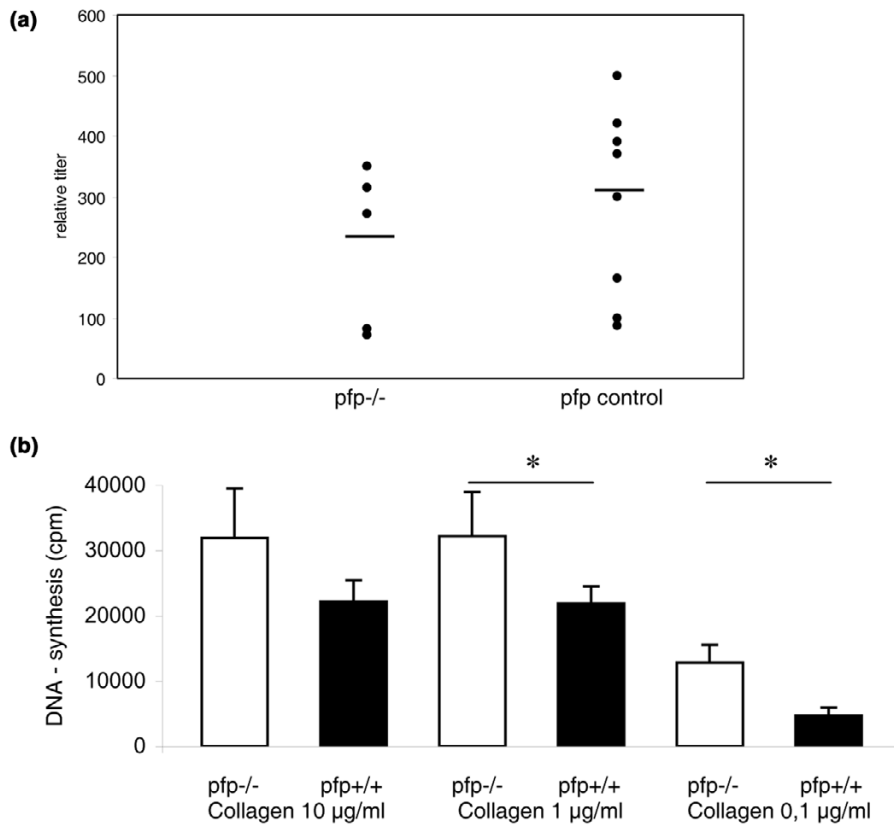 (a)
600
500
400
300
200
100
0
relative titer
pfp-/- pfp control
(b)
* *
40000
30000
20000
10000
0
DNA - synthesis (cpm)
pfp-/- pfp+/+ pfp-/- pfp+/+ pfp-/- pfp+/+
Collagen 10 µg/ml Collagen 1 µg/ml Collagen 0,1 µg/ml